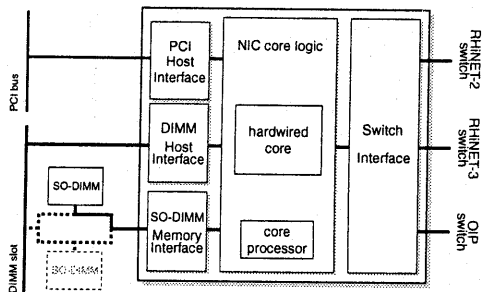 PCI bus
DIMM slot
SO-DIMM
SO-DIMM
PCI
Host
Interface
DIMM
Host
Interface
SO-DIMM
Memory
Interface
NIC core logic
hardwired
core
core
processor
Switch
Interface
RHiNET-2
switch
RHiNET-3
switch
OIP
switch